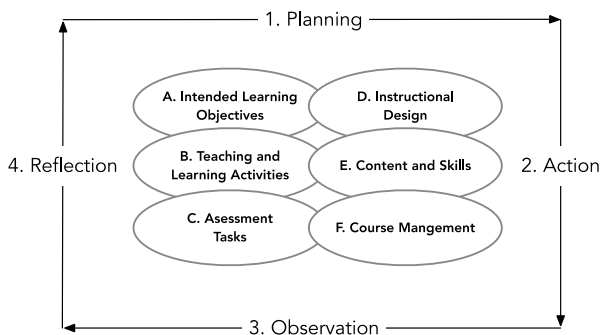 1. Planning
A. Intended Learning
Objectives
D. Instructional
Design
4. Reflection
B. Teaching and
Learning Activities
E. Content and Skills
2. Action
C. Asessment
Tasks
F. Course Mangement
3. Observation